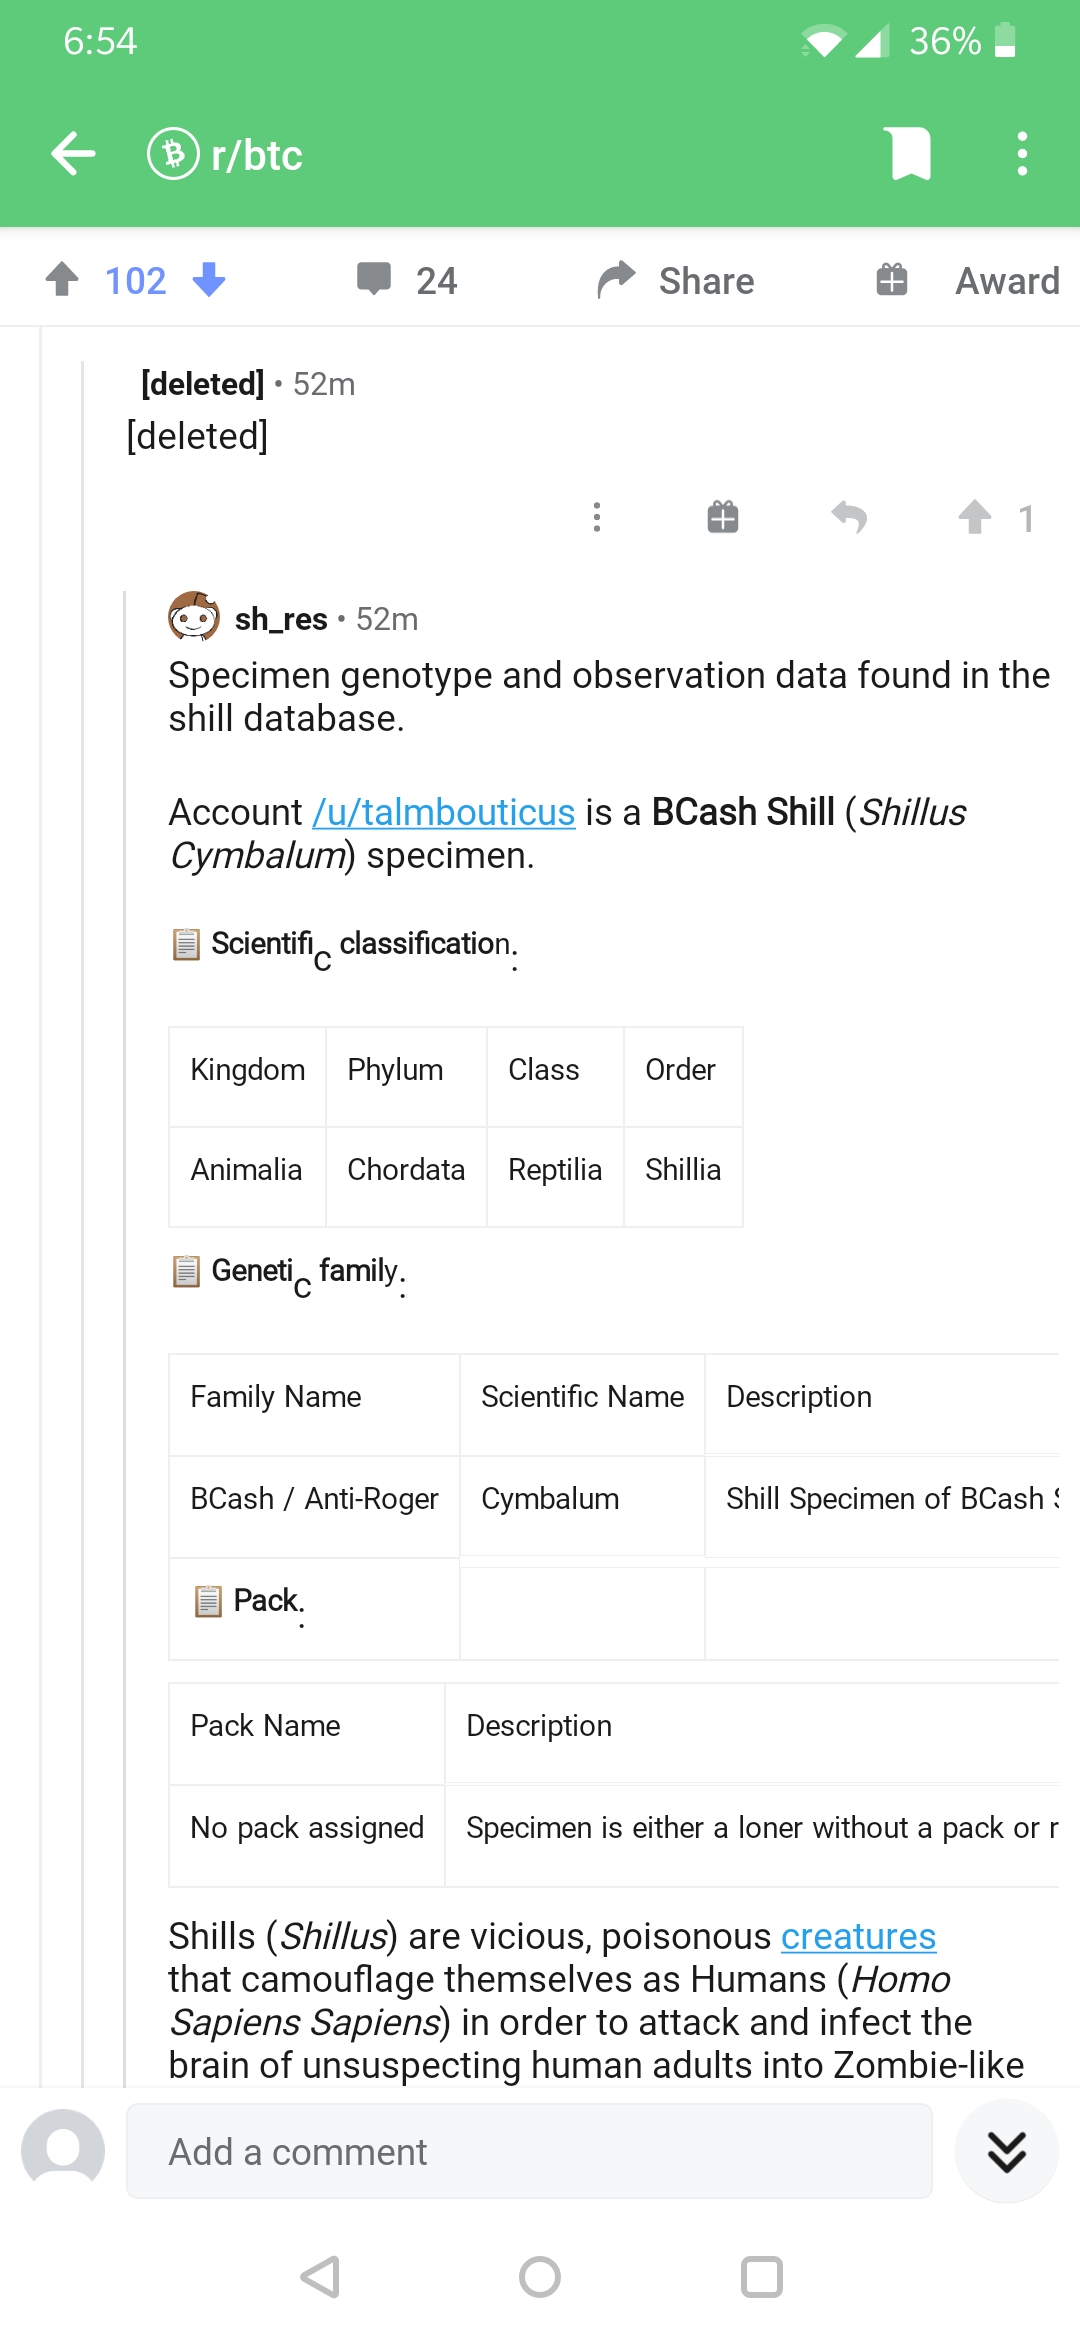 6:54
36%
r/btc
102
24
Share
Award
[deleted] • 52m
[deleted]
1
sh_res • 52m
Specimen genotype and observation data found in the
shill database.
Account /u/talmbouticus is a BCash Shill (Shillus
Cymbalum) specimen.
📋 Scientific classification:
Kingdom Phylum Class Order
Animalia Chordata Reptilia Shillia
📋 Genetic family:
Family Name Scientific Name Description
BCash / Anti-Roger Cymbalum Shill Specimen of BCash
📋 Pack:
Pack Name Description
No pack assigned Specimen is either a loner without a pack or
Shills (Shillus) are vicious, poisonous creatures
that camouflage themselves as Humans (Homo
Sapiens Sapiens) in order to attack and infect the
brain of unsuspecting human adults into Zombie-like
Add a comment